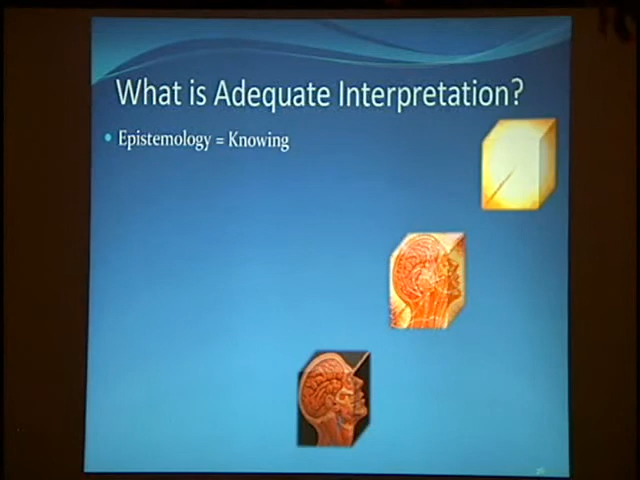 What is Adequate Interpretation?
• Epistemology = Knowing